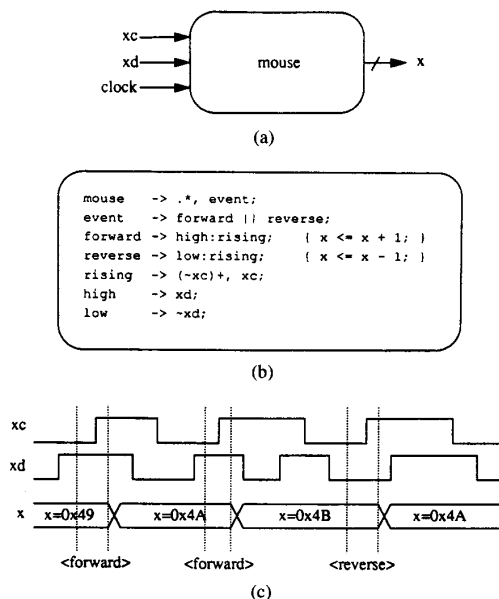 xc
xd
clock
mouse
x
(a)
mouse -> .*, event;
event -> forward || reverse;
forward -> high:rising; { x <= x + 1; }
reverse -> low:rising; { x <= x - 1; }
rising -> (~xc)+, xc;
high -> xd;
low -> ~xd;
(b)
xc
xd
x x=0x49 x=0x4A x=0x4B x=0x4A
<forward> <forward> <reverse>
(c)